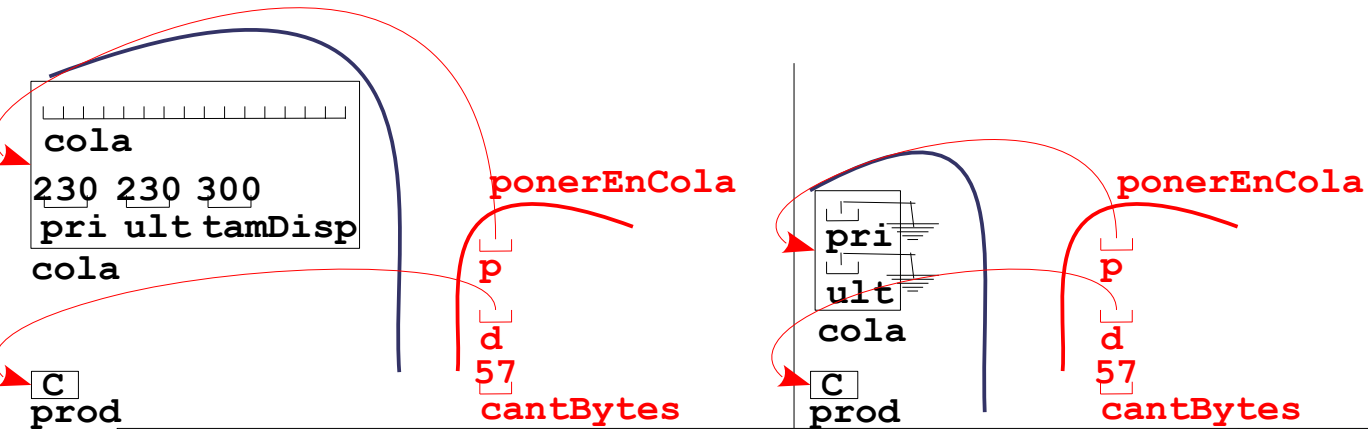 cola
230 230 300
pri ult tamDisp
cola
C
prod
ponerEnCola
p
d
57
cantBytes
pri
ult
cola
C
prod
ponerEnCola
p
d
57
cantBytes